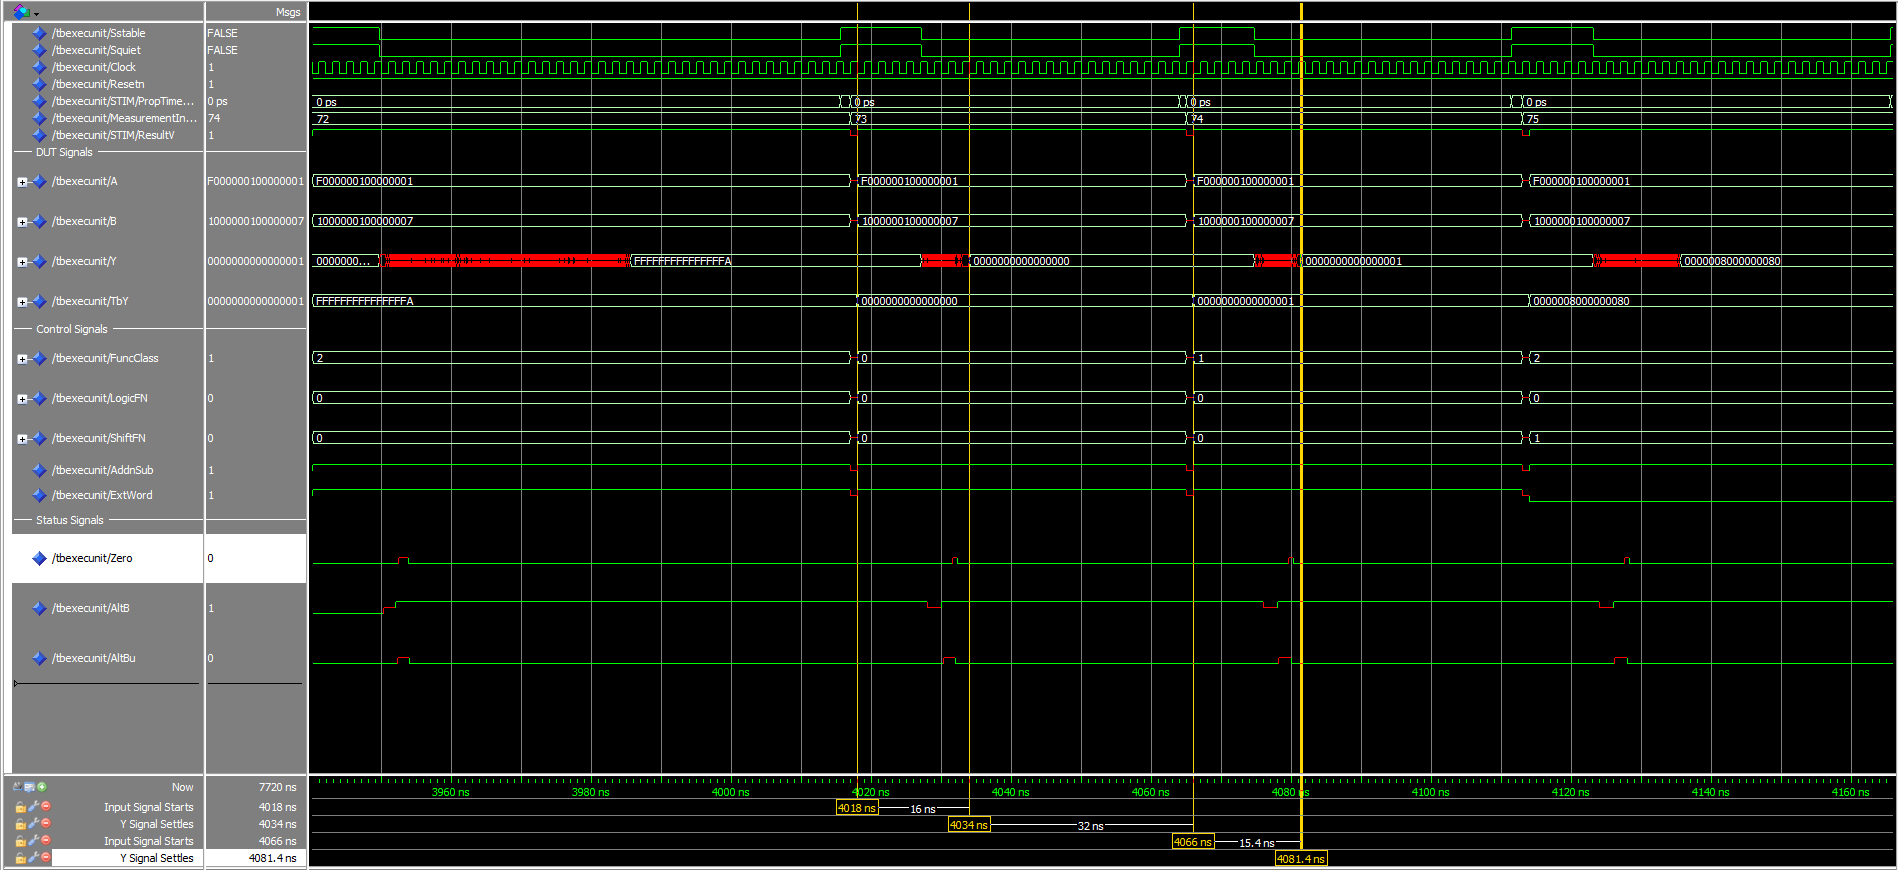 Msgs
/tbexecunit/Sstable FALSE
/tbexecunit/Squiet FALSE
/tbexecunit/Clock 1
/tbexecunit/Resetn 1
/tbexecunit/STIM/PropTime... 0 ps 0 ps 0 ps 0 ps 0 ps
/tbexecunit/MeasurementIn... 74 72 73 74 75
/tbexecunit/STIM/ResultV 1
DUT Signals
/tbexecunit/A F000000100000001 F000000100000001 F000000100000001 F000000100000001 F000000100000001
/tbexecunit/B 1000000100000007 1000000100000007 1000000100000007 1000000100000007 1000000100000007
/tbexecunit/Y 0000000000000001 0000000... FFFFFFFFFFFFFFFA 0000000000000000 0000000000000001 0000008000000080
/tbexecunit/TbY 0000000000000001 FFFFFFFFFFFFFFFA 0000000000000000 0000000000000001 0000008000000080
Control Signals
/tbexecunit/FuncClass 1 2 0 1 2
/tbexecunit/LogicFN 0 0 0 0 0
/tbexecunit/ShiftFN 0 0 0 0 1
/tbexecunit/AddnSub 1
/tbexecunit/ExtWord 1
Status Signals
/tbexecunit/Zero 0
/tbexecunit/AltB 1
/tbexecunit/AltBu 0
Now 7720 ns 3960 ns 3980 ns 4000 ns 4020 ns 4040 ns 4060 ns 4080 ns 4100 ns 4120 ns 4140 ns 4160 ns
Input Signal Starts 4018 ns 4018 ns 16 ns
Y Signal Settles 4034 ns 4034 ns 32 ns
Input Signal Starts 4066 ns 4066 ns 15.4 ns
Y Signal Settles 4081.4 ns 4081.4 ns